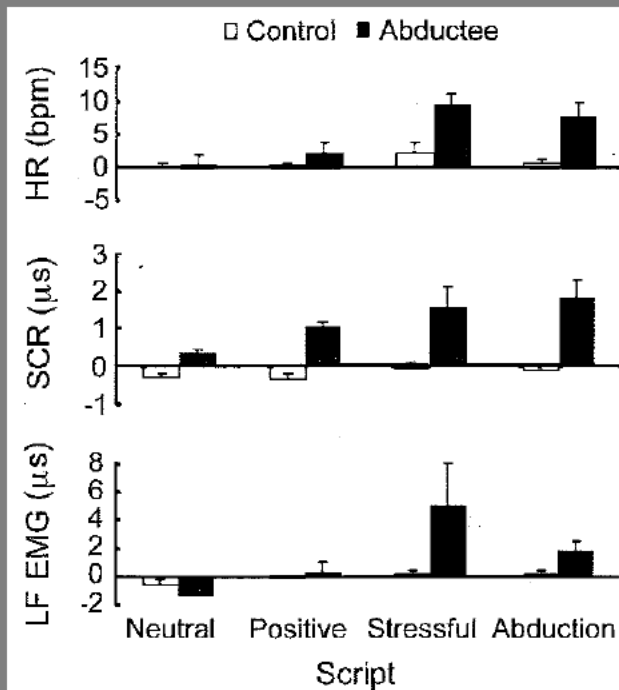 Control Abductee
HR (bpm)
15
10
5
0
-5
SCR (µs)
3
2
1
0
-1
LF EMG (µs)
8
6
4
2
0
-2
Neutral Positive Stressful Abduction
Script